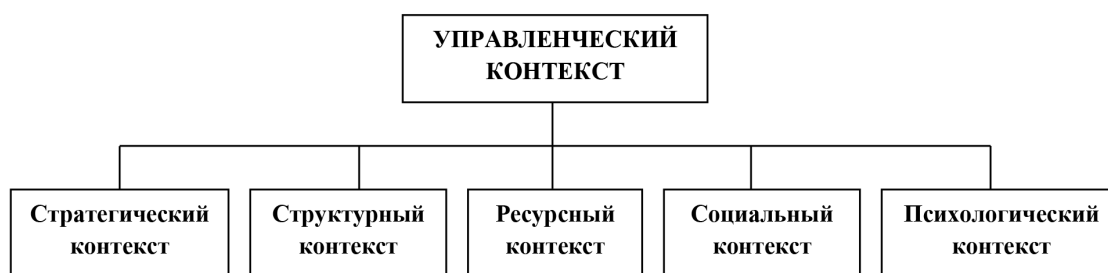 УПРАВЛЕНЧЕСКИЙ
КОНТЕКСТ
Стратегический
контекст
Структурный
контекст
Ресурсный
контекст
Социальный
контекст
Психологический
контекст